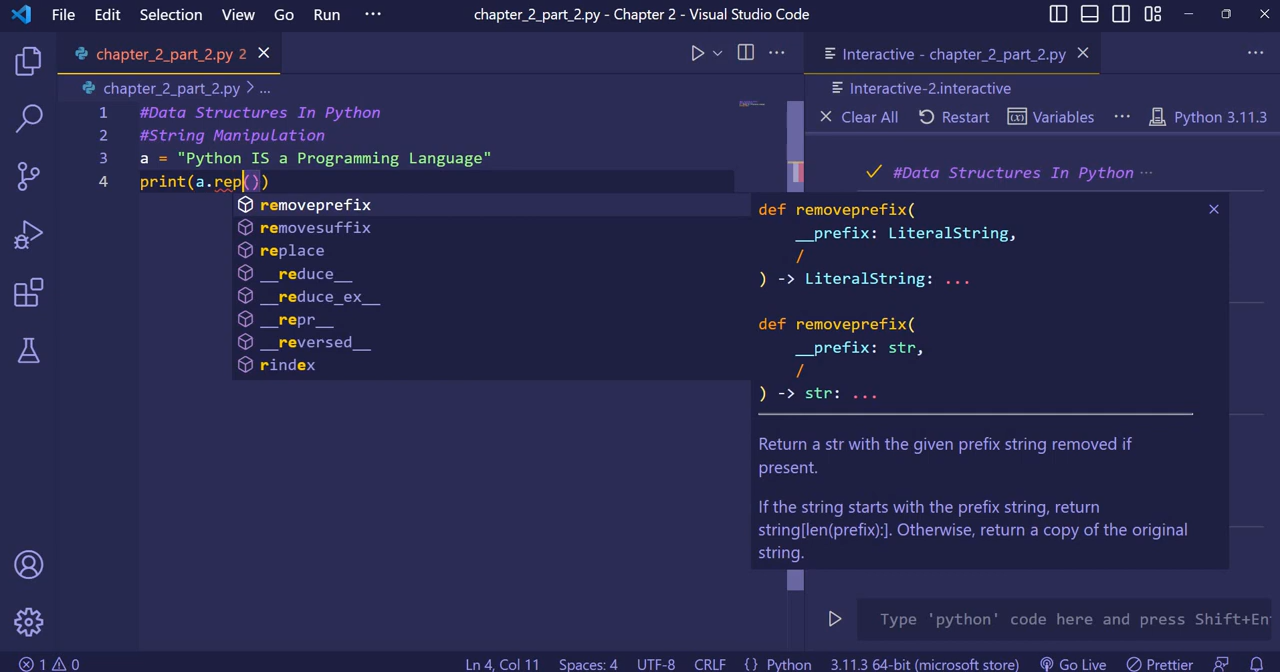 File Edit Selection View Go Run ··· chapter_2_part_2.py - Chapter 2 - Visual Studio Code
chapter_2_part_2.py 2
chapter_2_part_2.py > ...
1 #Data Structures In Python
2 #String Manipulation
3 a = "Python IS a Programming Language"
4 print(a.rep())
removeprefix
removesuffix
replace
__reduce__
__reduce_ex__
__repr__
__reversed__
rindex
Interactive - chapter_2_part_2.py
Interactive-2.interactive
Clear All Restart Variables ··· Python 3.11.3
#Data Structures In Python ···
def removeprefix(
__prefix: LiteralString,
/
) -> LiteralString: ...
def removeprefix(
__prefix: str,
/
) -> str: ...
Return a str with the given prefix string removed if
present.
If the string starts with the prefix string, return
string[len(prefix):]. Otherwise, return a copy of the original
string.
Type 'python' code here and press Shift+En
1 0 Ln 4, Col 11 Spaces: 4 UTF-8 CRLF {} Python 3.11.3 64-bit (microsoft store) Go Live Prettier